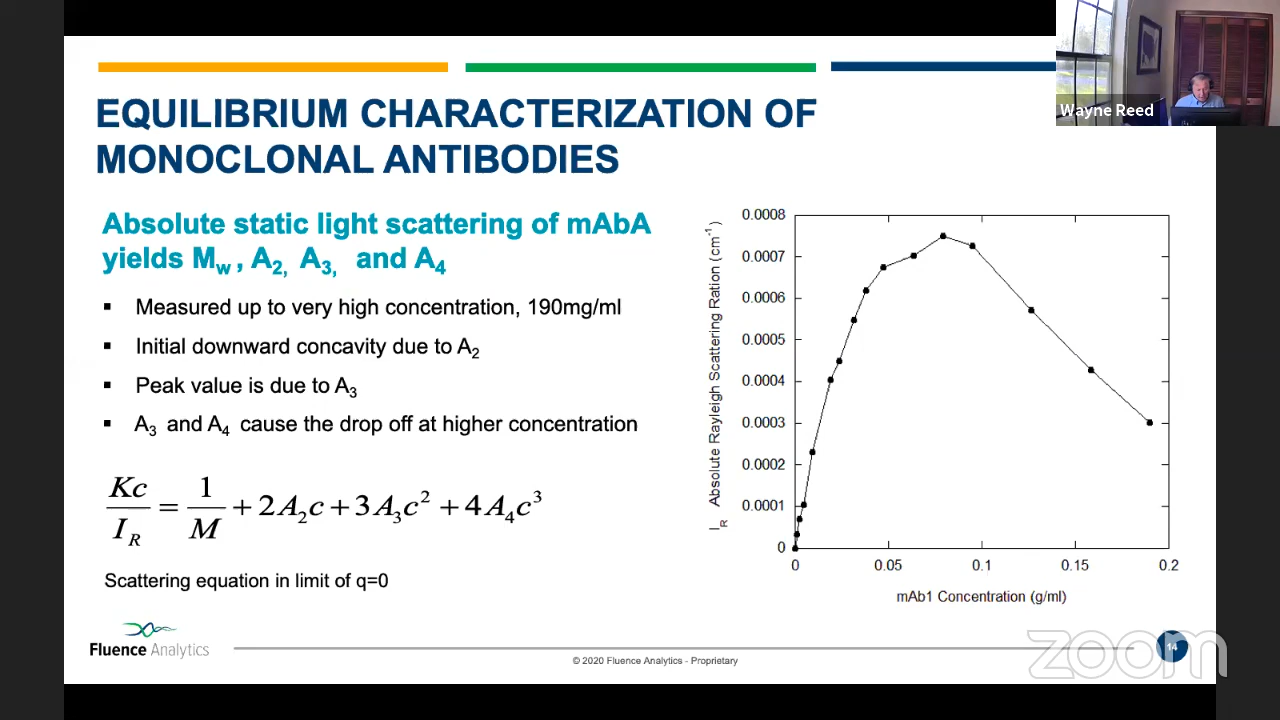 Wayne Reed
EQUILIBRIUM CHARACTERIZATION OF
MONOCLONAL ANTIBODIES
Absolute static light scattering of mAbA
yields Mw , A2, A3, and A4
▪ Measured up to very high concentration, 190mg/ml
▪ Initial downward concavity due to A2
▪ Peak value is due to A3
▪ A3 and A4 cause the drop off at higher concentration
Kc/IR = 1/M + 2A2c + 3A3c² + 4A4c³
Scattering equation in limit of q=0
IR Absolute Rayleigh Scattering Ration (cm⁻¹)
0.0008
0.0007
0.0006
0.0005
0.0004
0.0003
0.0002
0.0001
0
0 0.05 0.1 0.15 0.2
mAb1 Concentration (g/ml)
Fluence Analytics
© 2020 Fluence Analytics - Proprietary
14
zoom